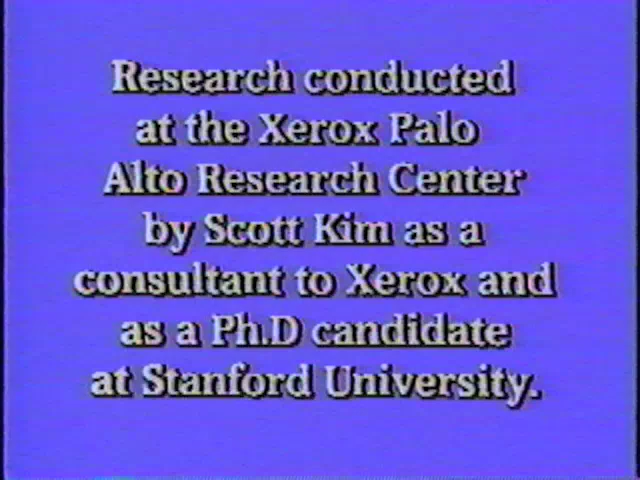 Research conducted
at the Xerox Palo
Alto Research Center
by Scott Kim as a
consultant to Xerox and
as a Ph.D candidate
at Stanford University.